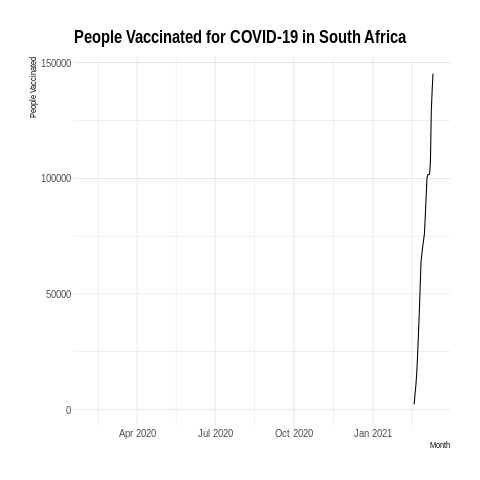 People Vaccinated for COVID-19 in South Africa
People Vaccinated
150000
100000
50000
0
Apr 2020 Jul 2020 Oct 2020 Jan 2021
Month